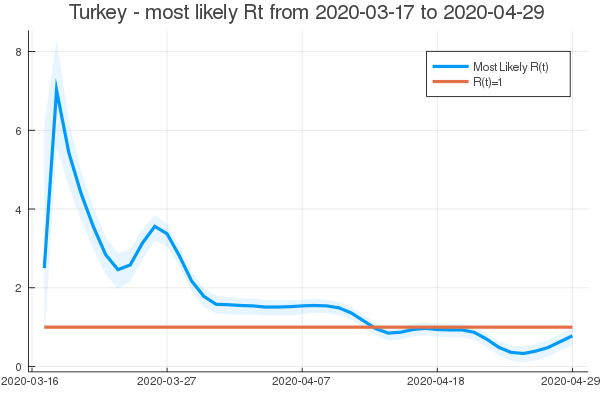 Turkey - most likely Rt from 2020-03-17 to 2020-04-29
8
6
4
2
0
Most Likely R(t)
R(t)=1
2020-03-16 2020-03-27 2020-04-07 2020-04-18 2020-04-29